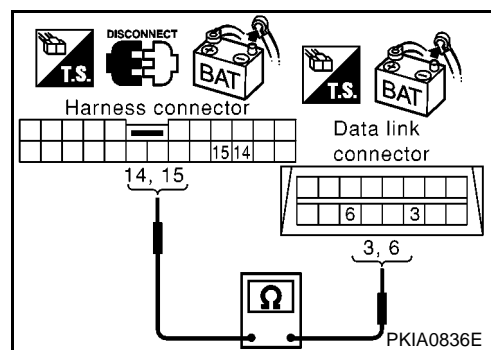 DISCONNECT
T.S.
BAT
T.S.
BAT
Harness connector
Data link
connector
15 14
14, 15
6 3
3, 6
Ω
PKIA0836E